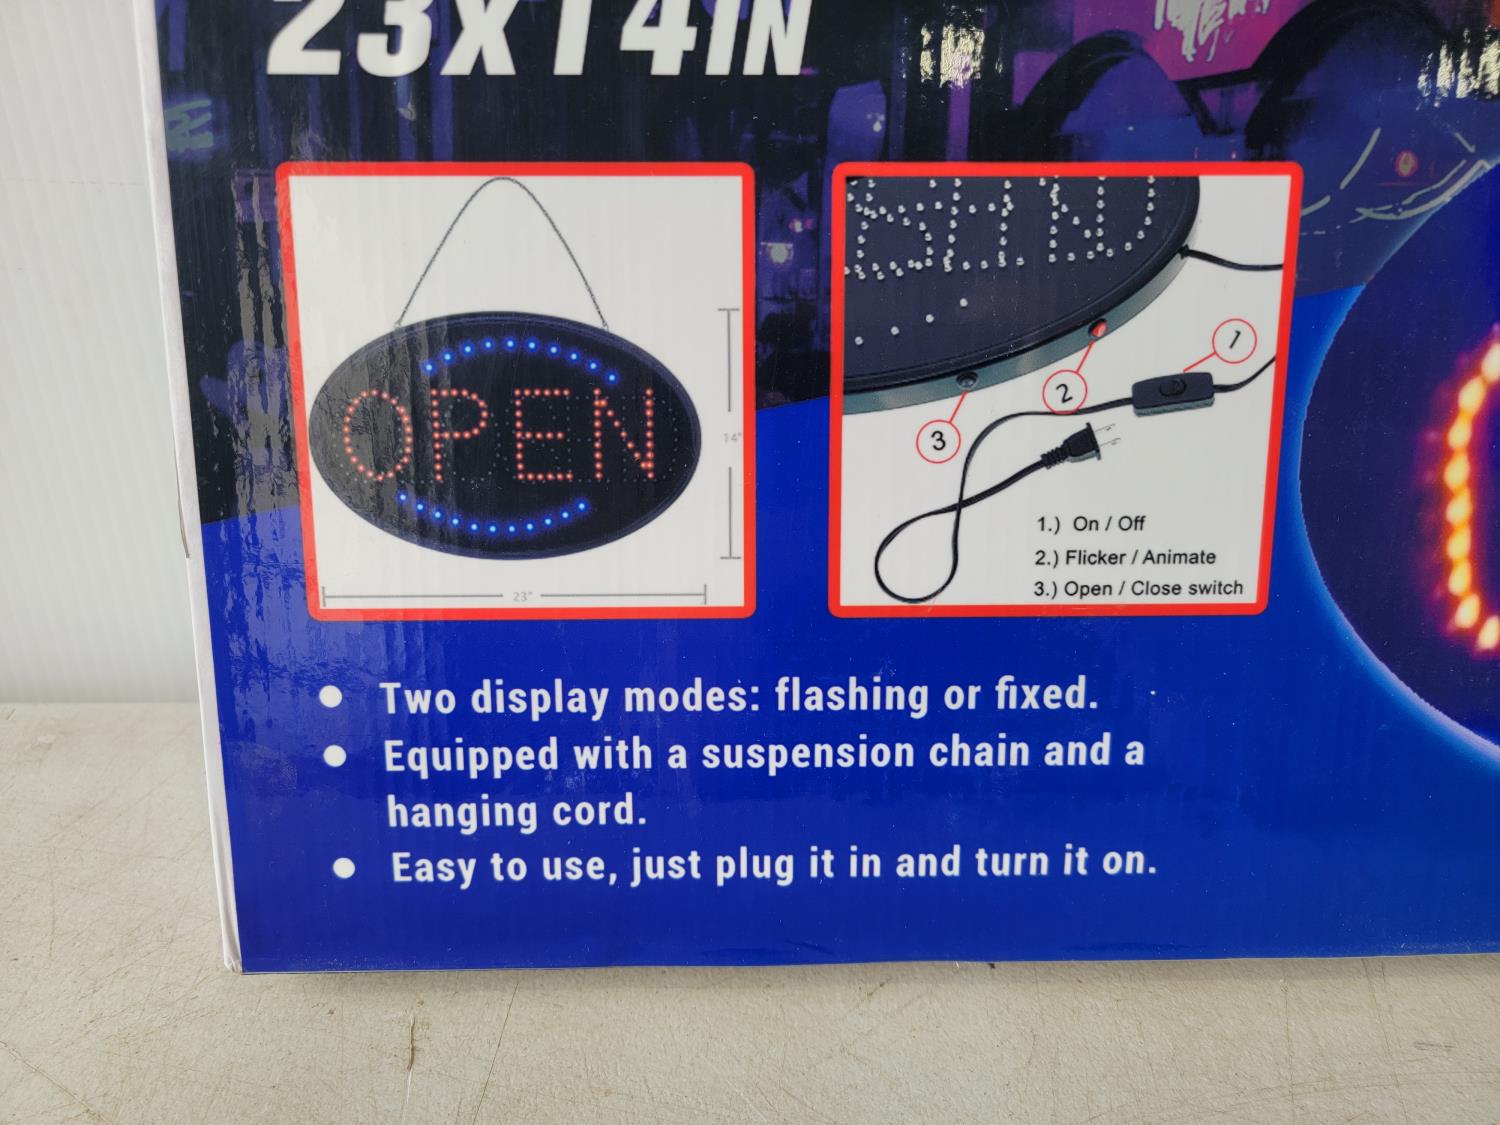 23x14IN
OPEN
14"
23"
1
2
3
1.) On / Off
2.) Flicker / Animate
3.) Open / Close switch
● Two display modes: flashing or fixed.
● Equipped with a suspension chain and a
hanging cord.
● Easy to use, just plug it in and turn it on.